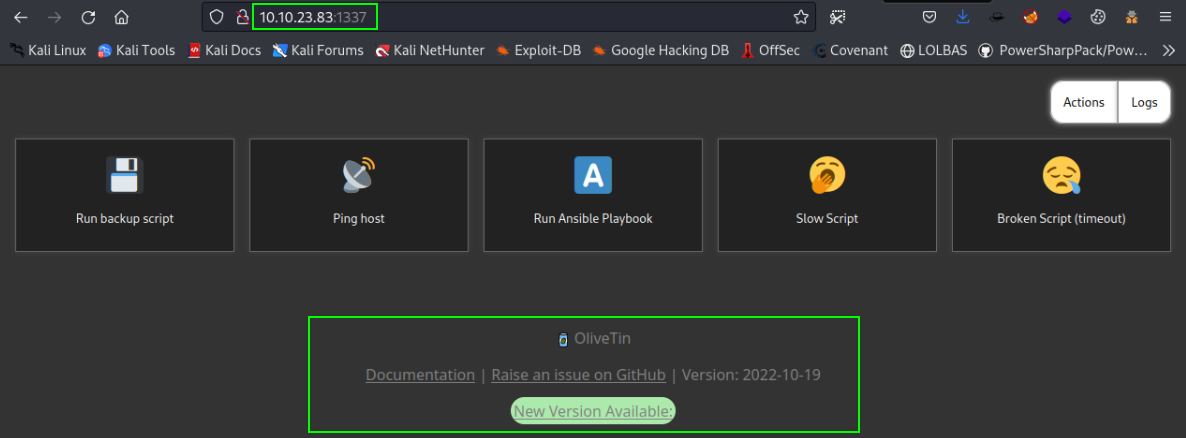 10.10.23.83:1337
Kali Linux Kali Tools Kali Docs Kali Forums Kali NetHunter Exploit-DB Google Hacking DB OffSec Covenant LOLBAS PowerSharpPack/Pow…
Actions Logs
A
Run backup script Ping host Run Ansible Playbook Slow Script Broken Script (timeout)
OliveTin
Documentation | Raise an issue on GitHub | Version: 2022-10-19
New Version Available: